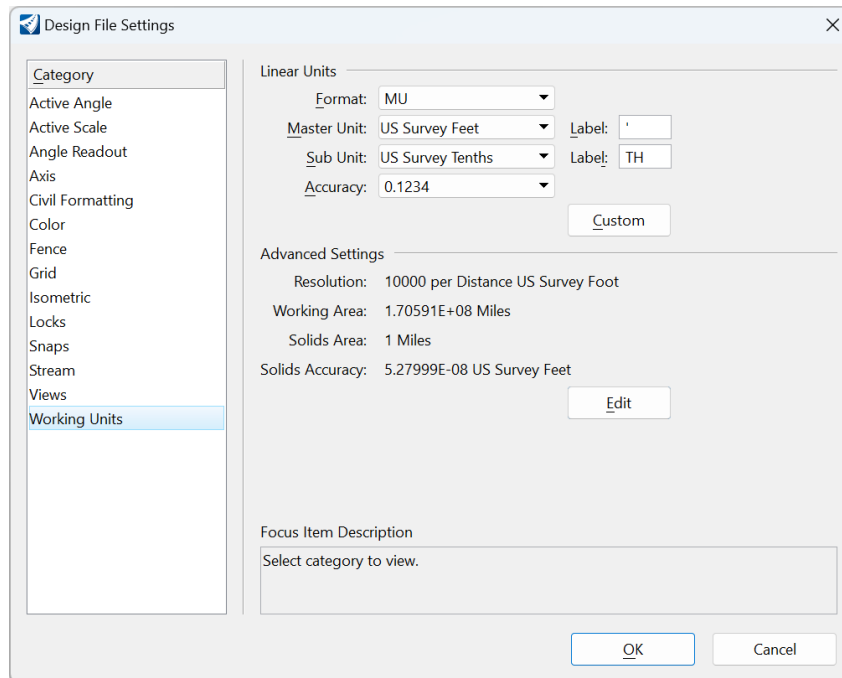 Design File Settings
Category
Active Angle
Active Scale
Angle Readout
Axis
Civil Formatting
Color
Fence
Grid
Isometric
Locks
Snaps
Stream
Views
Working Units
Linear Units
Format: MU
Master Unit: US Survey Feet Label: '
Sub Unit: US Survey Tenths Label: TH
Accuracy: 0.1234
Custom
Advanced Settings
Resolution: 10000 per Distance US Survey Foot
Working Area: 1.70591E+08 Miles
Solids Area: 1 Miles
Solids Accuracy: 5.27999E-08 US Survey Feet
Edit
Focus Item Description
Select category to view.
OK Cancel